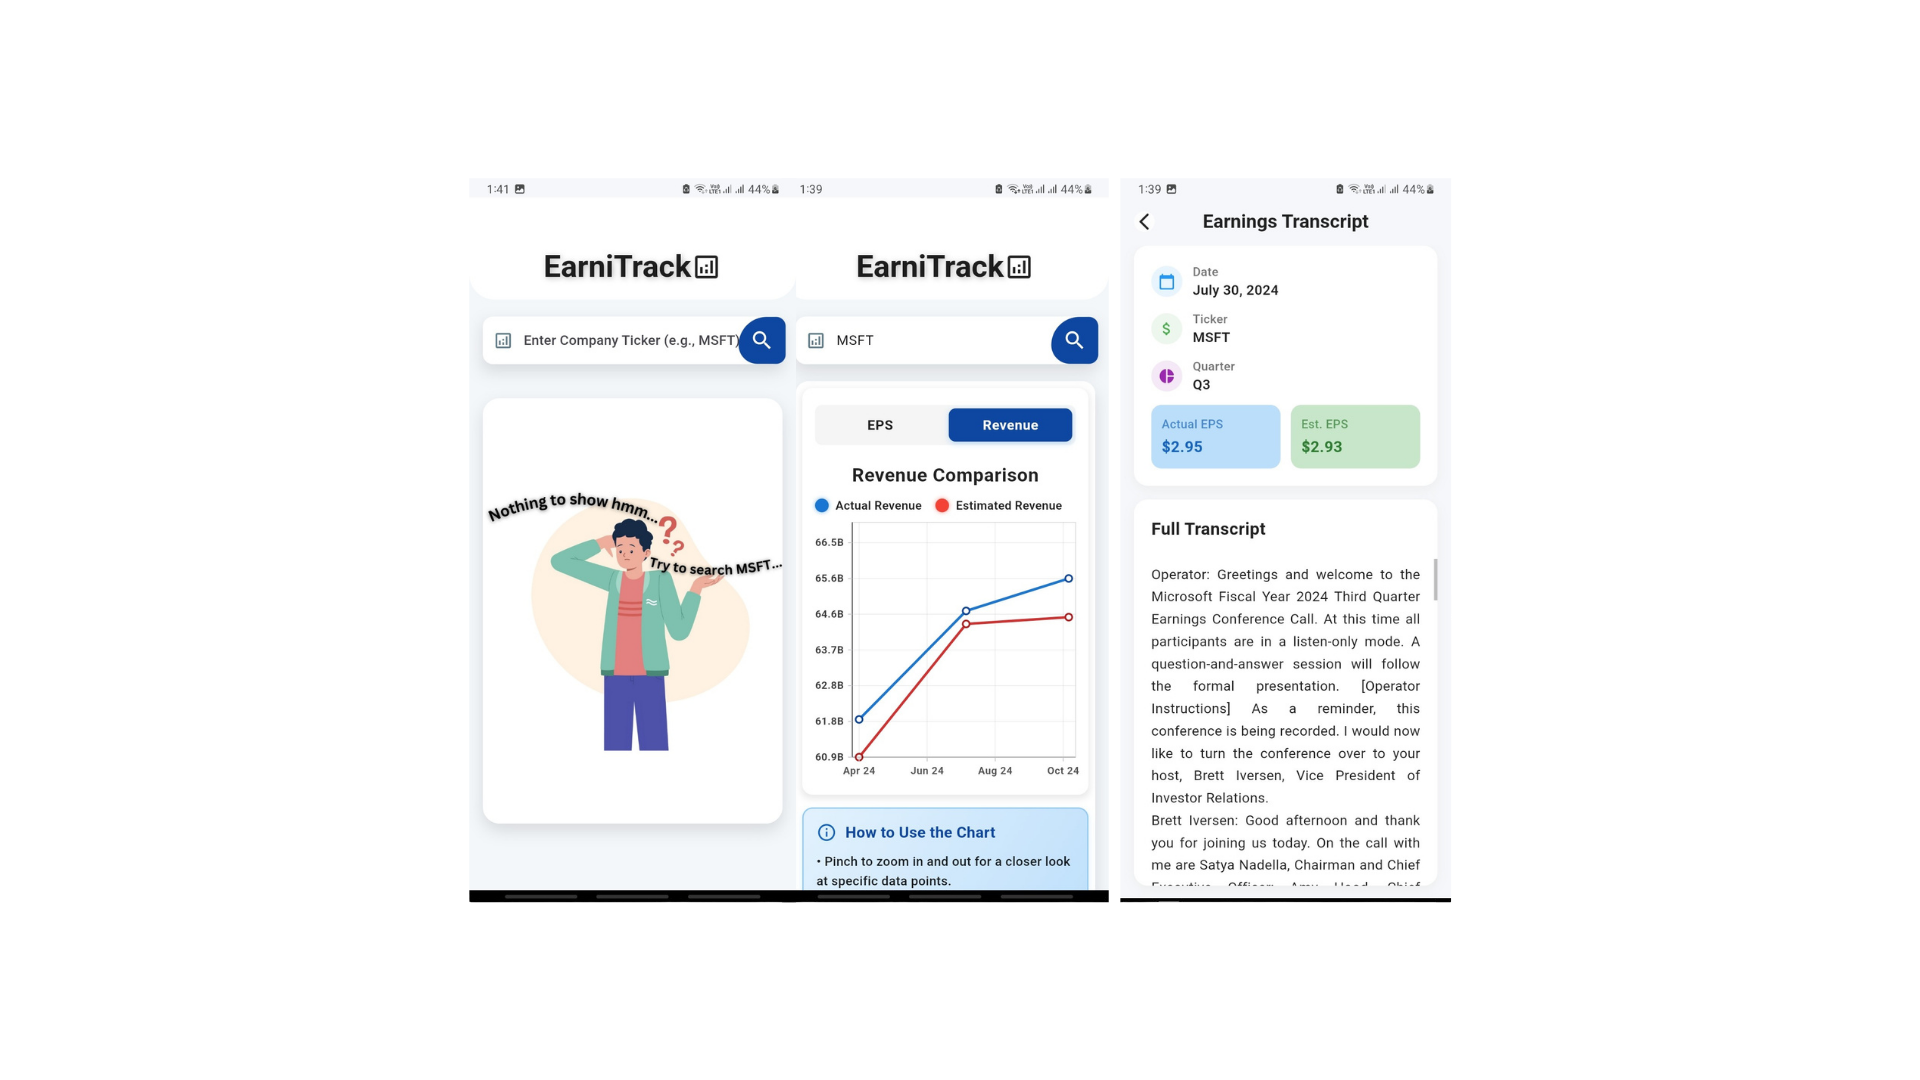 1:41
44%
EarniTrack
Enter Company Ticker (e.g., MSFT)
Nothing to show hmm...
??
Try to search MSFT...
1:39
44%
EarniTrack
MSFT
EPS
Revenue
Revenue Comparison
Actual Revenue
Estimated Revenue
66.5B
65.6B
64.6B
63.7B
62.8B
61.8B
60.9B
Apr 24
Jun 24
Aug 24
Oct 24
How to Use the Chart
• Pinch to zoom in and out for a closer look
at specific data points.
1:39
44%
Earnings Transcript
Date
July 30, 2024
$
Ticker
MSFT
Quarter
Q3
Actual EPS
$2.95
Est. EPS
$2.93
Full Transcript
Operator: Greetings and welcome to the
Microsoft Fiscal Year 2024 Third Quarter
Earnings Conference Call. At this time all
participants are in a listen-only mode. A
question-and-answer session will follow
the formal presentation. [Operator
Instructions] As a reminder, this
conference is being recorded. I would now
like to turn the conference over to your
host, Brett Iversen, Vice President of
Investor Relations.
Brett Iversen: Good afternoon and thank
you for joining us today. On the call with
me are Satya Nadella, Chairman and Chief
Executive Officer; Amy Hood, Chief